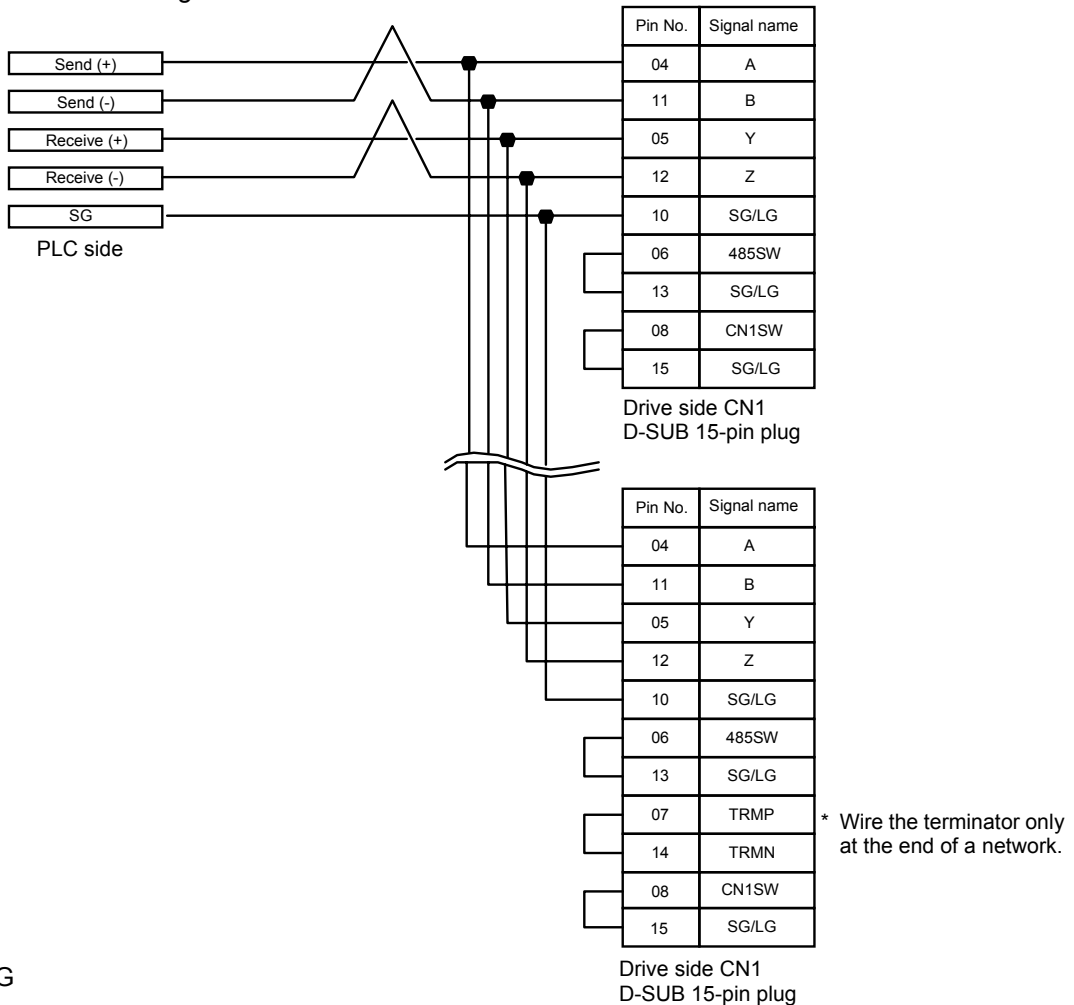 Pin No. Signal name
Send (+) 04 A
Send (-) 11 B
Receive (+) 05 Y
Receive (-) 12 Z
SG 10 SG/LG
PLC side
06 485SW
13 SG/LG
08 CN1SW
15 SG/LG
Drive side CN1
D-SUB 15-pin plug
Pin No. Signal name
04 A
11 B
05 Y
12 Z
10 SG/LG
06 485SW
13 SG/LG
07 TRMP
14 TRMN
08 CN1SW
15 SG/LG
* Wire the terminator only
at the end of a network.
Drive side CN1
D-SUB 15-pin plug
G